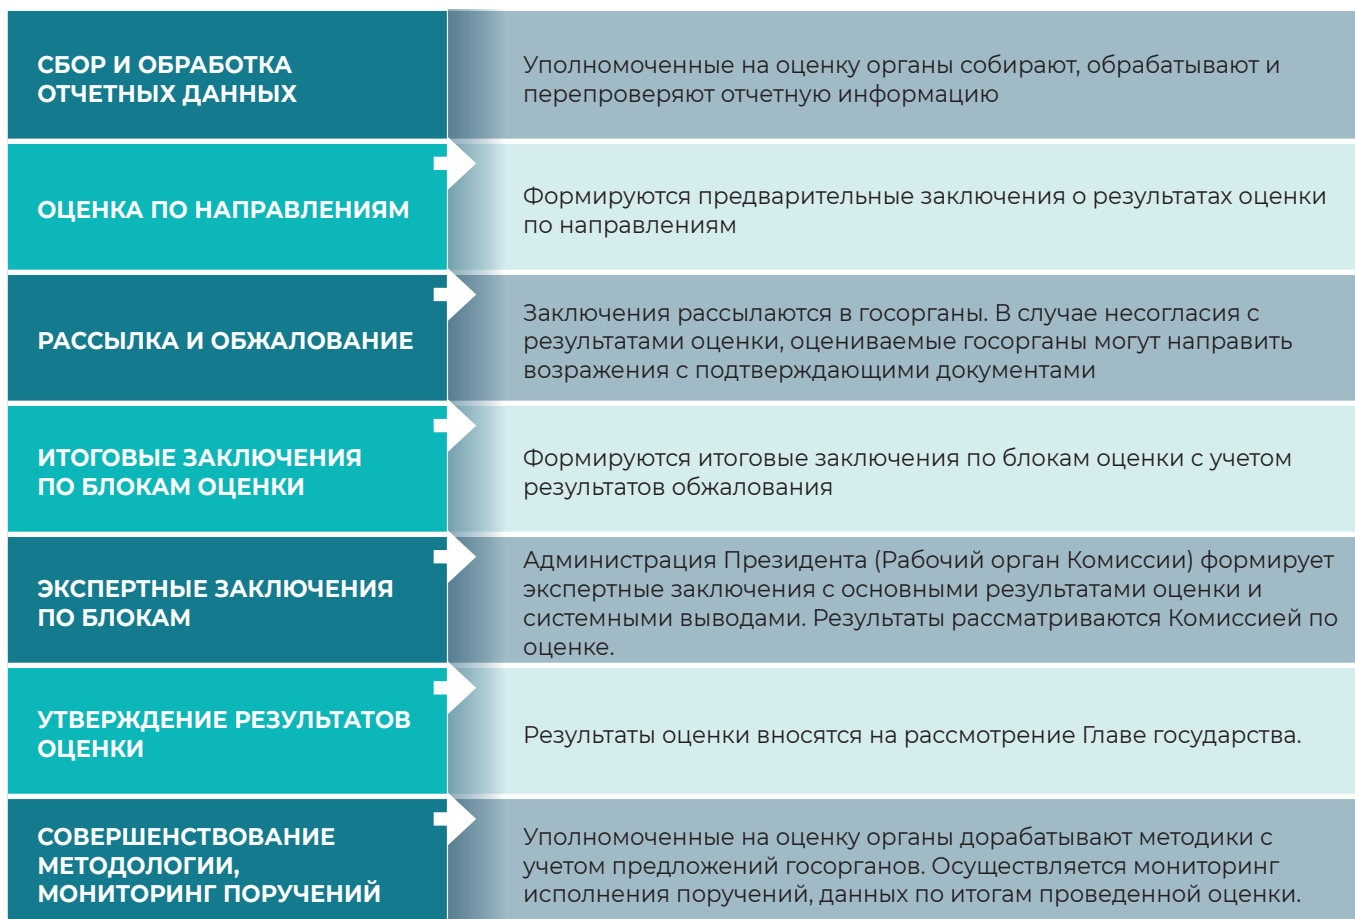 СБОР И ОБРАБОТКА
ОТЧЕТНЫХ ДАННЫХ
Уполномоченные на оценку органы собирают, обрабатывают и
перепроверяют отчетную информацию
ОЦЕНКА ПО НАПРАВЛЕНИЯМ
Формируются предварительные заключения о результатах оценки
по направлениям
РАССЫЛКА И ОБЖАЛОВАНИЕ
Заключения рассылаются в госорганы. В случае несогласия с
результатами оценки, оцениваемые госорганы могут направить
возражения с подтверждающими документами
ИТОГОВЫЕ ЗАКЛЮЧЕНИЯ
ПО БЛОКАМ ОЦЕНКИ
Формируются итоговые заключения по блокам оценки с учетом
результатов обжалования
ЭКСПЕРТНЫЕ ЗАКЛЮЧЕНИЯ
ПО БЛОКАМ
Администрация Президента (Рабочий орган Комиссии) формирует
экспертные заключения с основными результатами оценки и
системными выводами. Результаты рассматриваются Комиссией по
оценке.
УТВЕРЖДЕНИЕ РЕЗУЛЬТАТОВ
ОЦЕНКИ
Результаты оценки вносятся на рассмотрение Главе государства.
СОВЕРШЕНСТВОВАНИЕ
МЕТОДОЛОГИИ,
МОНИТОРИНГ ПОРУЧЕНИЙ
Уполномоченные на оценку органы дорабатывают методики с
учетом предложений госорганов. Осуществляется мониторинг
исполнения поручений, данных по итогам проведенной оценки.